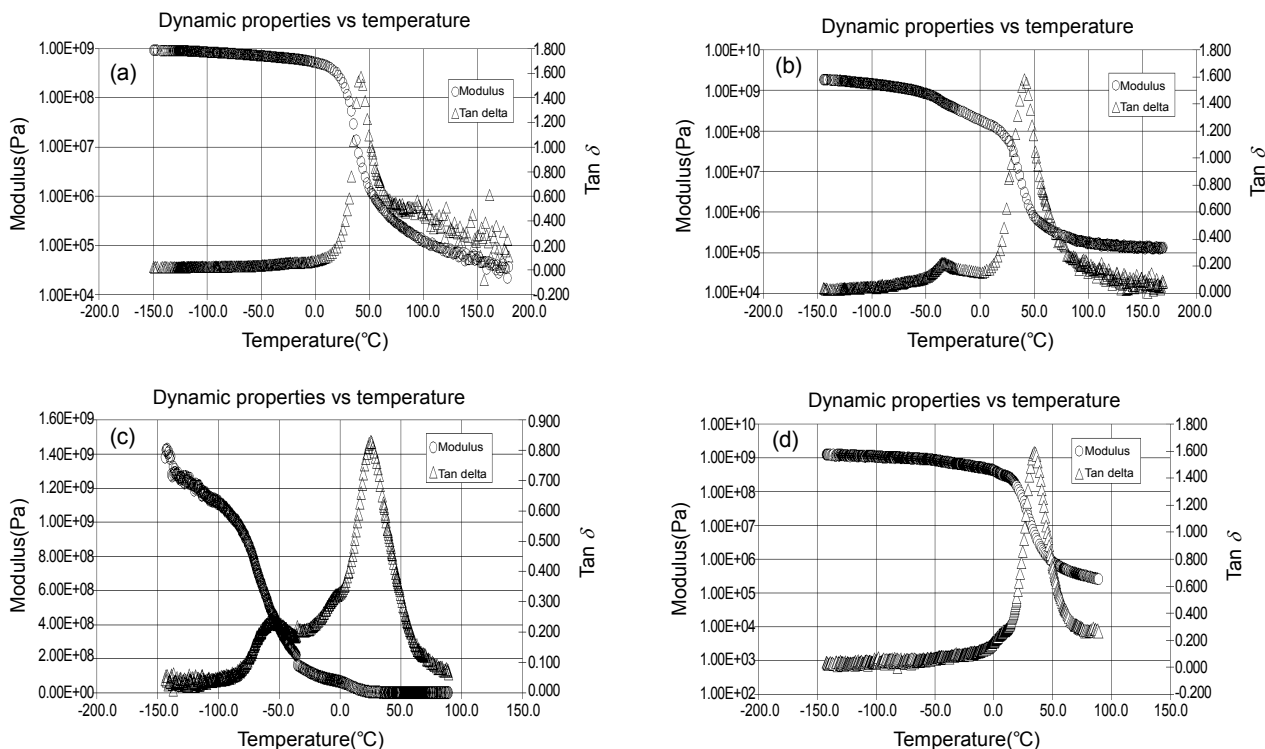 Dynamic properties vs temperature
(a)
Modulus
Tan delta
1.00E+09
1.00E+08
1.00E+07
1.00E+06
1.00E+05
1.00E+04
Modulus(Pa)
1.800
1.600
1.400
1.200
1.000
0.800
0.600
0.400
0.200
0.000
-0.200
Tan δ
-200.0 -150.0 -100.0 -50.0 0.0 50.0 100.0 150.0 200.0
Temperature(°C)
Dynamic properties vs temperature
(b)
Modulus
Tan delta
1.00E+10
1.00E+09
1.00E+08
1.00E+07
1.00E+06
1.00E+05
1.00E+04
Modulus(Pa)
1.800
1.600
1.400
1.200
1.000
0.800
0.600
0.400
0.200
0.000
Tan δ
-200.0 -150.0 -100.0 -50.0 0.0 50.0 100.0 150.0 200.0
Temperature(°C)
Dynamic properties vs temperature
(c)
Modulus
Tan delta
1.60E+09
1.40E+09
1.20E+09
1.00E+09
8.00E+08
6.00E+08
4.00E+08
2.00E+08
0.00E+00
Modulus(Pa)
0.900
0.800
0.700
0.600
0.500
0.400
0.300
0.200
0.100
0.000
Tan δ
-200.0 -150.0 -100.0 -50.0 0.0 50.0 100.0 150.0
Temperature(°C)
Dynamic properties vs temperature
(d)
Modulus
Tan delta
1.00E+10
1.00E+09
1.00E+08
1.00E+07
1.00E+06
1.00E+05
1.00E+04
1.00E+03
1.00E+02
Modulus(Pa)
1.800
1.600
1.400
1.200
1.000
0.800
0.600
0.400
0.200
0.000
-0.200
Tan δ
-200.0 -150.0 -100.0 -50.0 0.0 50.0 100.0 150.0
Temperature(°C)